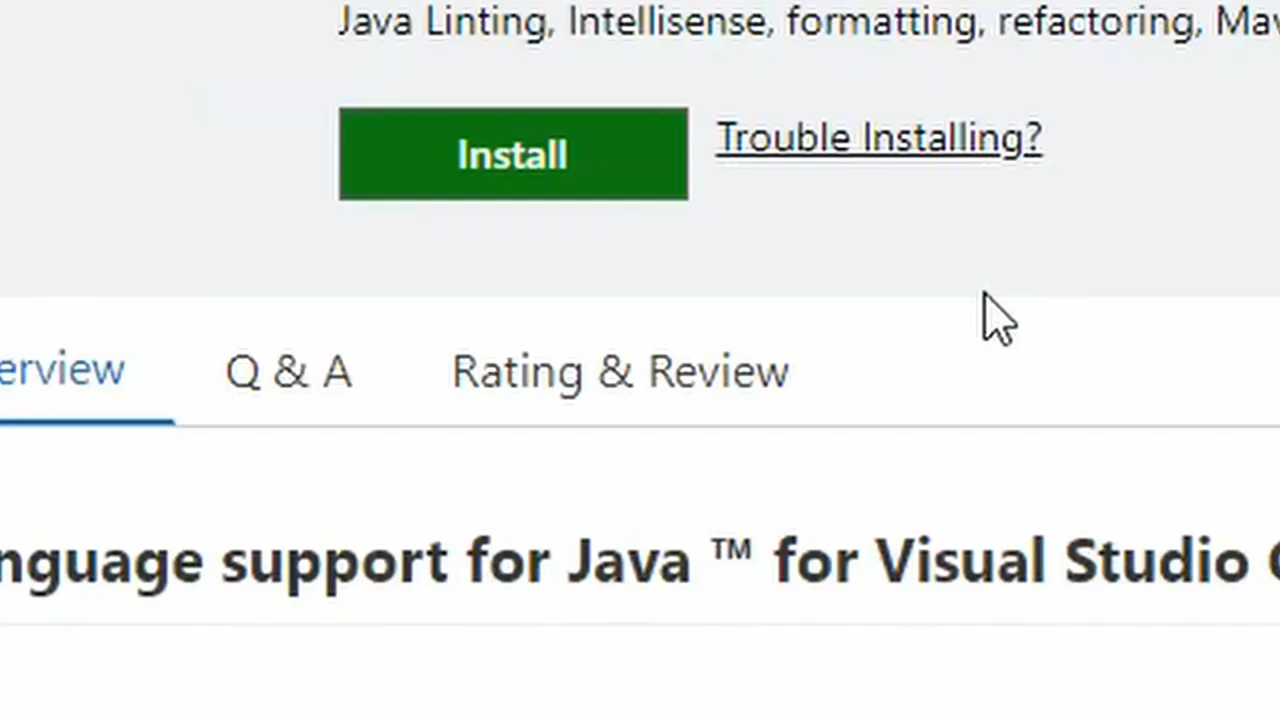 Java Linting, Intellisense, formatting, refactoring,
Install
Trouble Installing?
erview
Q & A
Rating & Review
nguage support for Java ™ for Visual Studio